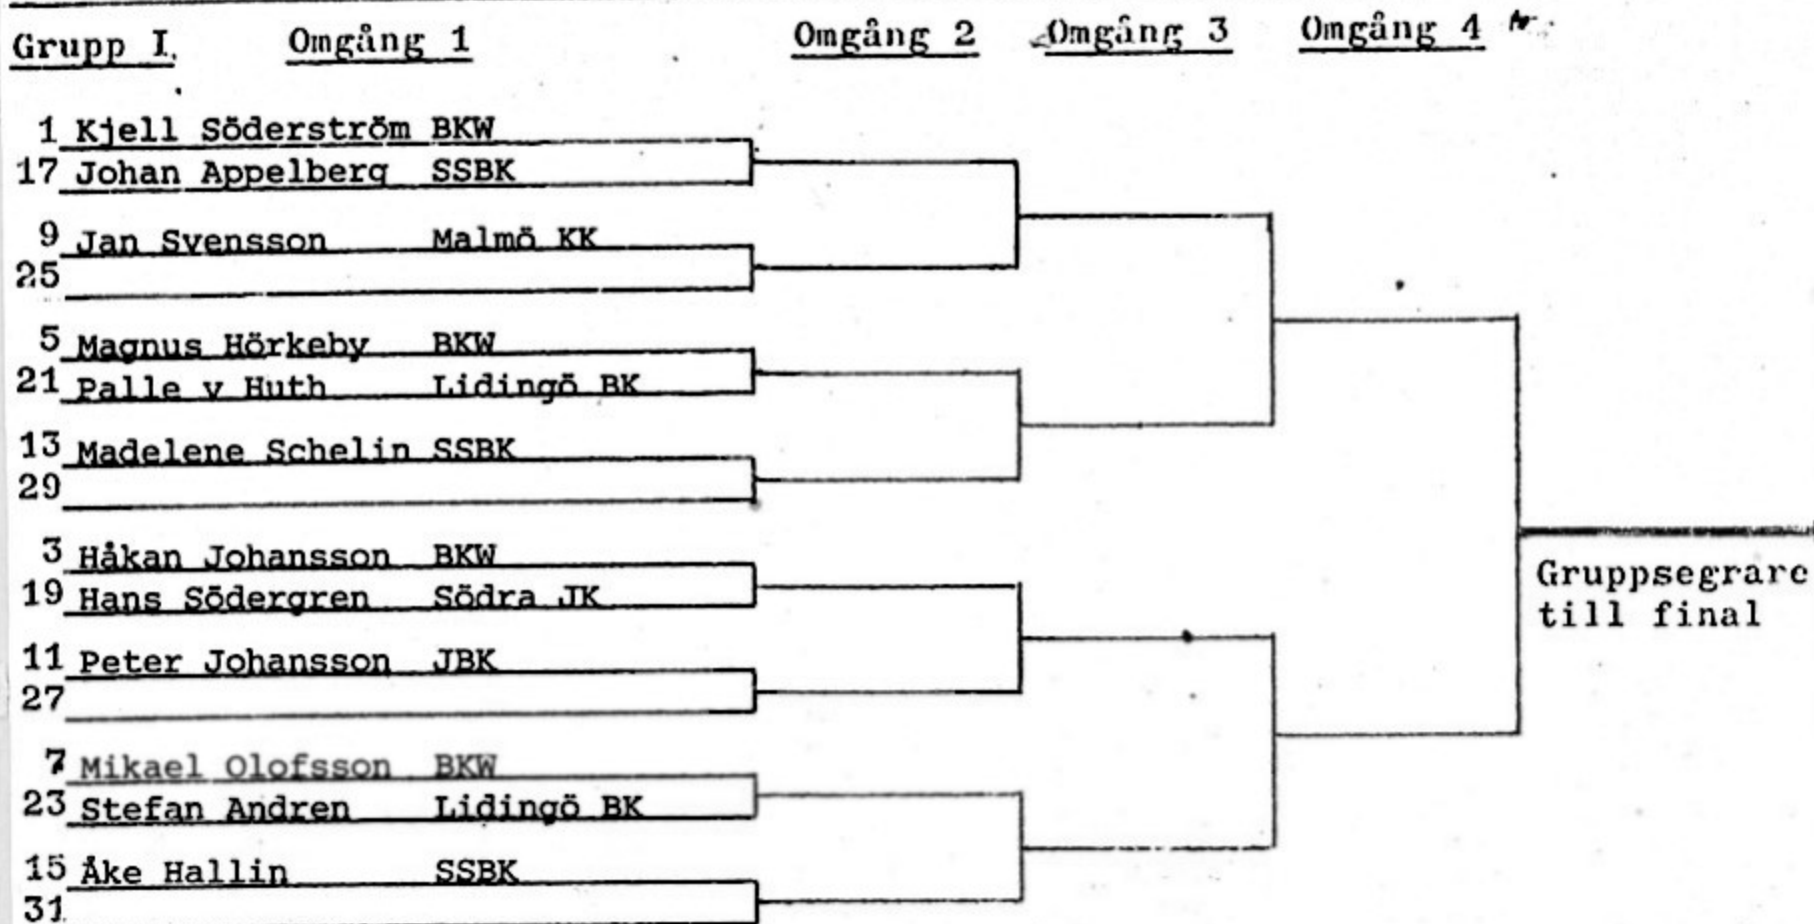 Grupp I. Omgång 1 Omgång 2 Omgång 3 Omgång 4
1 Kjell Söderström BKW
17 Johan Appelberg SSBK
9 Jan Svensson Malmö KK
25
5 Magnus Hörkeby BKW
21 Palle v Huth Lidingö BK
13 Madelene Schelin SSBK
29
3 Håkan Johansson BKW
19 Hans Södergren Södra JK
11 Peter Johansson JBK
27
Gruppsegrare
till final
7 Mikael Olofsson BKW
23 Stefan Andren Lidingö BK
15 Åke Hallin SSBK
31